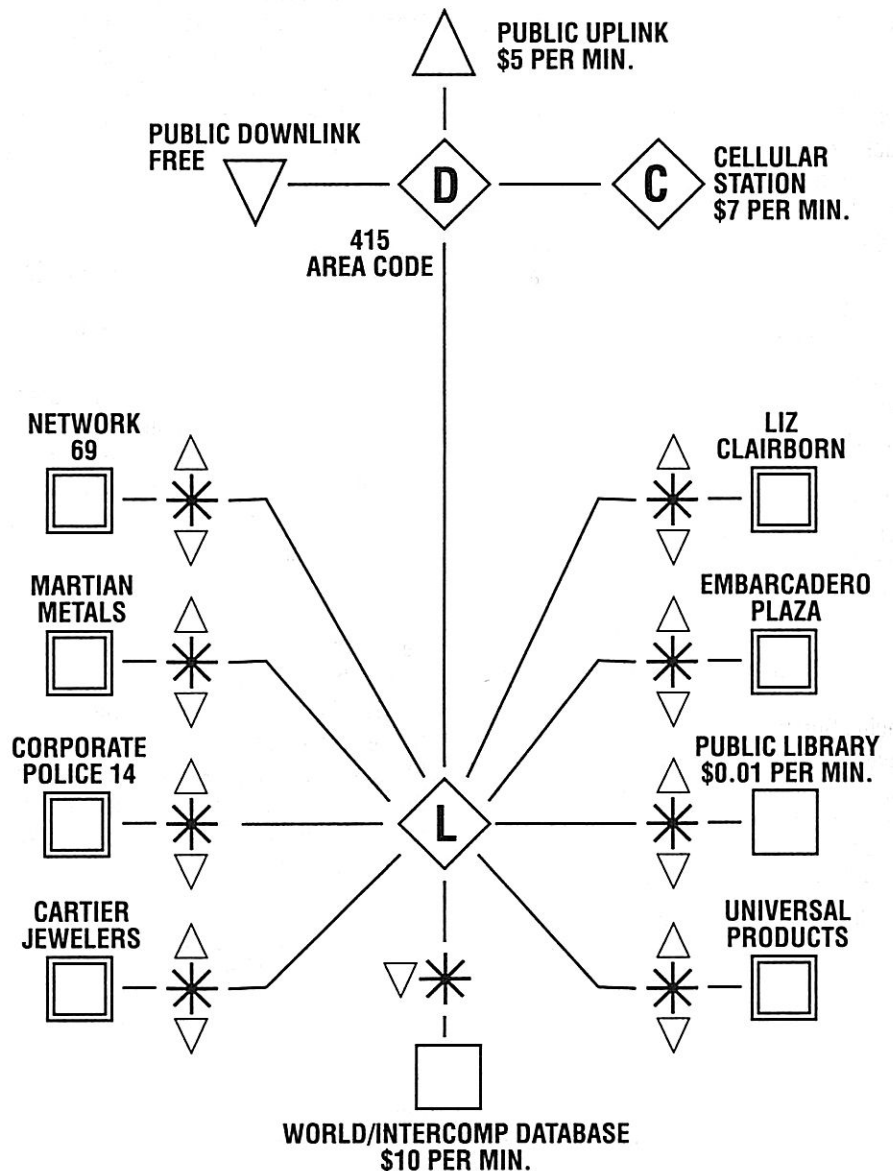 PUBLIC UPLINK
$5 PER MIN.
PUBLIC DOWNLINK
FREE
D
C
CELLULAR
STATION
$7 PER MIN.
415
AREA CODE
NETWORK
69
LIZ
CLAIRBORN
MARTIAN
METALS
EMBARCADERO
PLAZA
CORPORATE
POLICE 14
L
PUBLIC LIBRARY
$0.01 PER MIN.
CARTIER
JEWELERS
UNIVERSAL
PRODUCTS
WORLD/INTERCOMP DATABASE
$10 PER MIN.